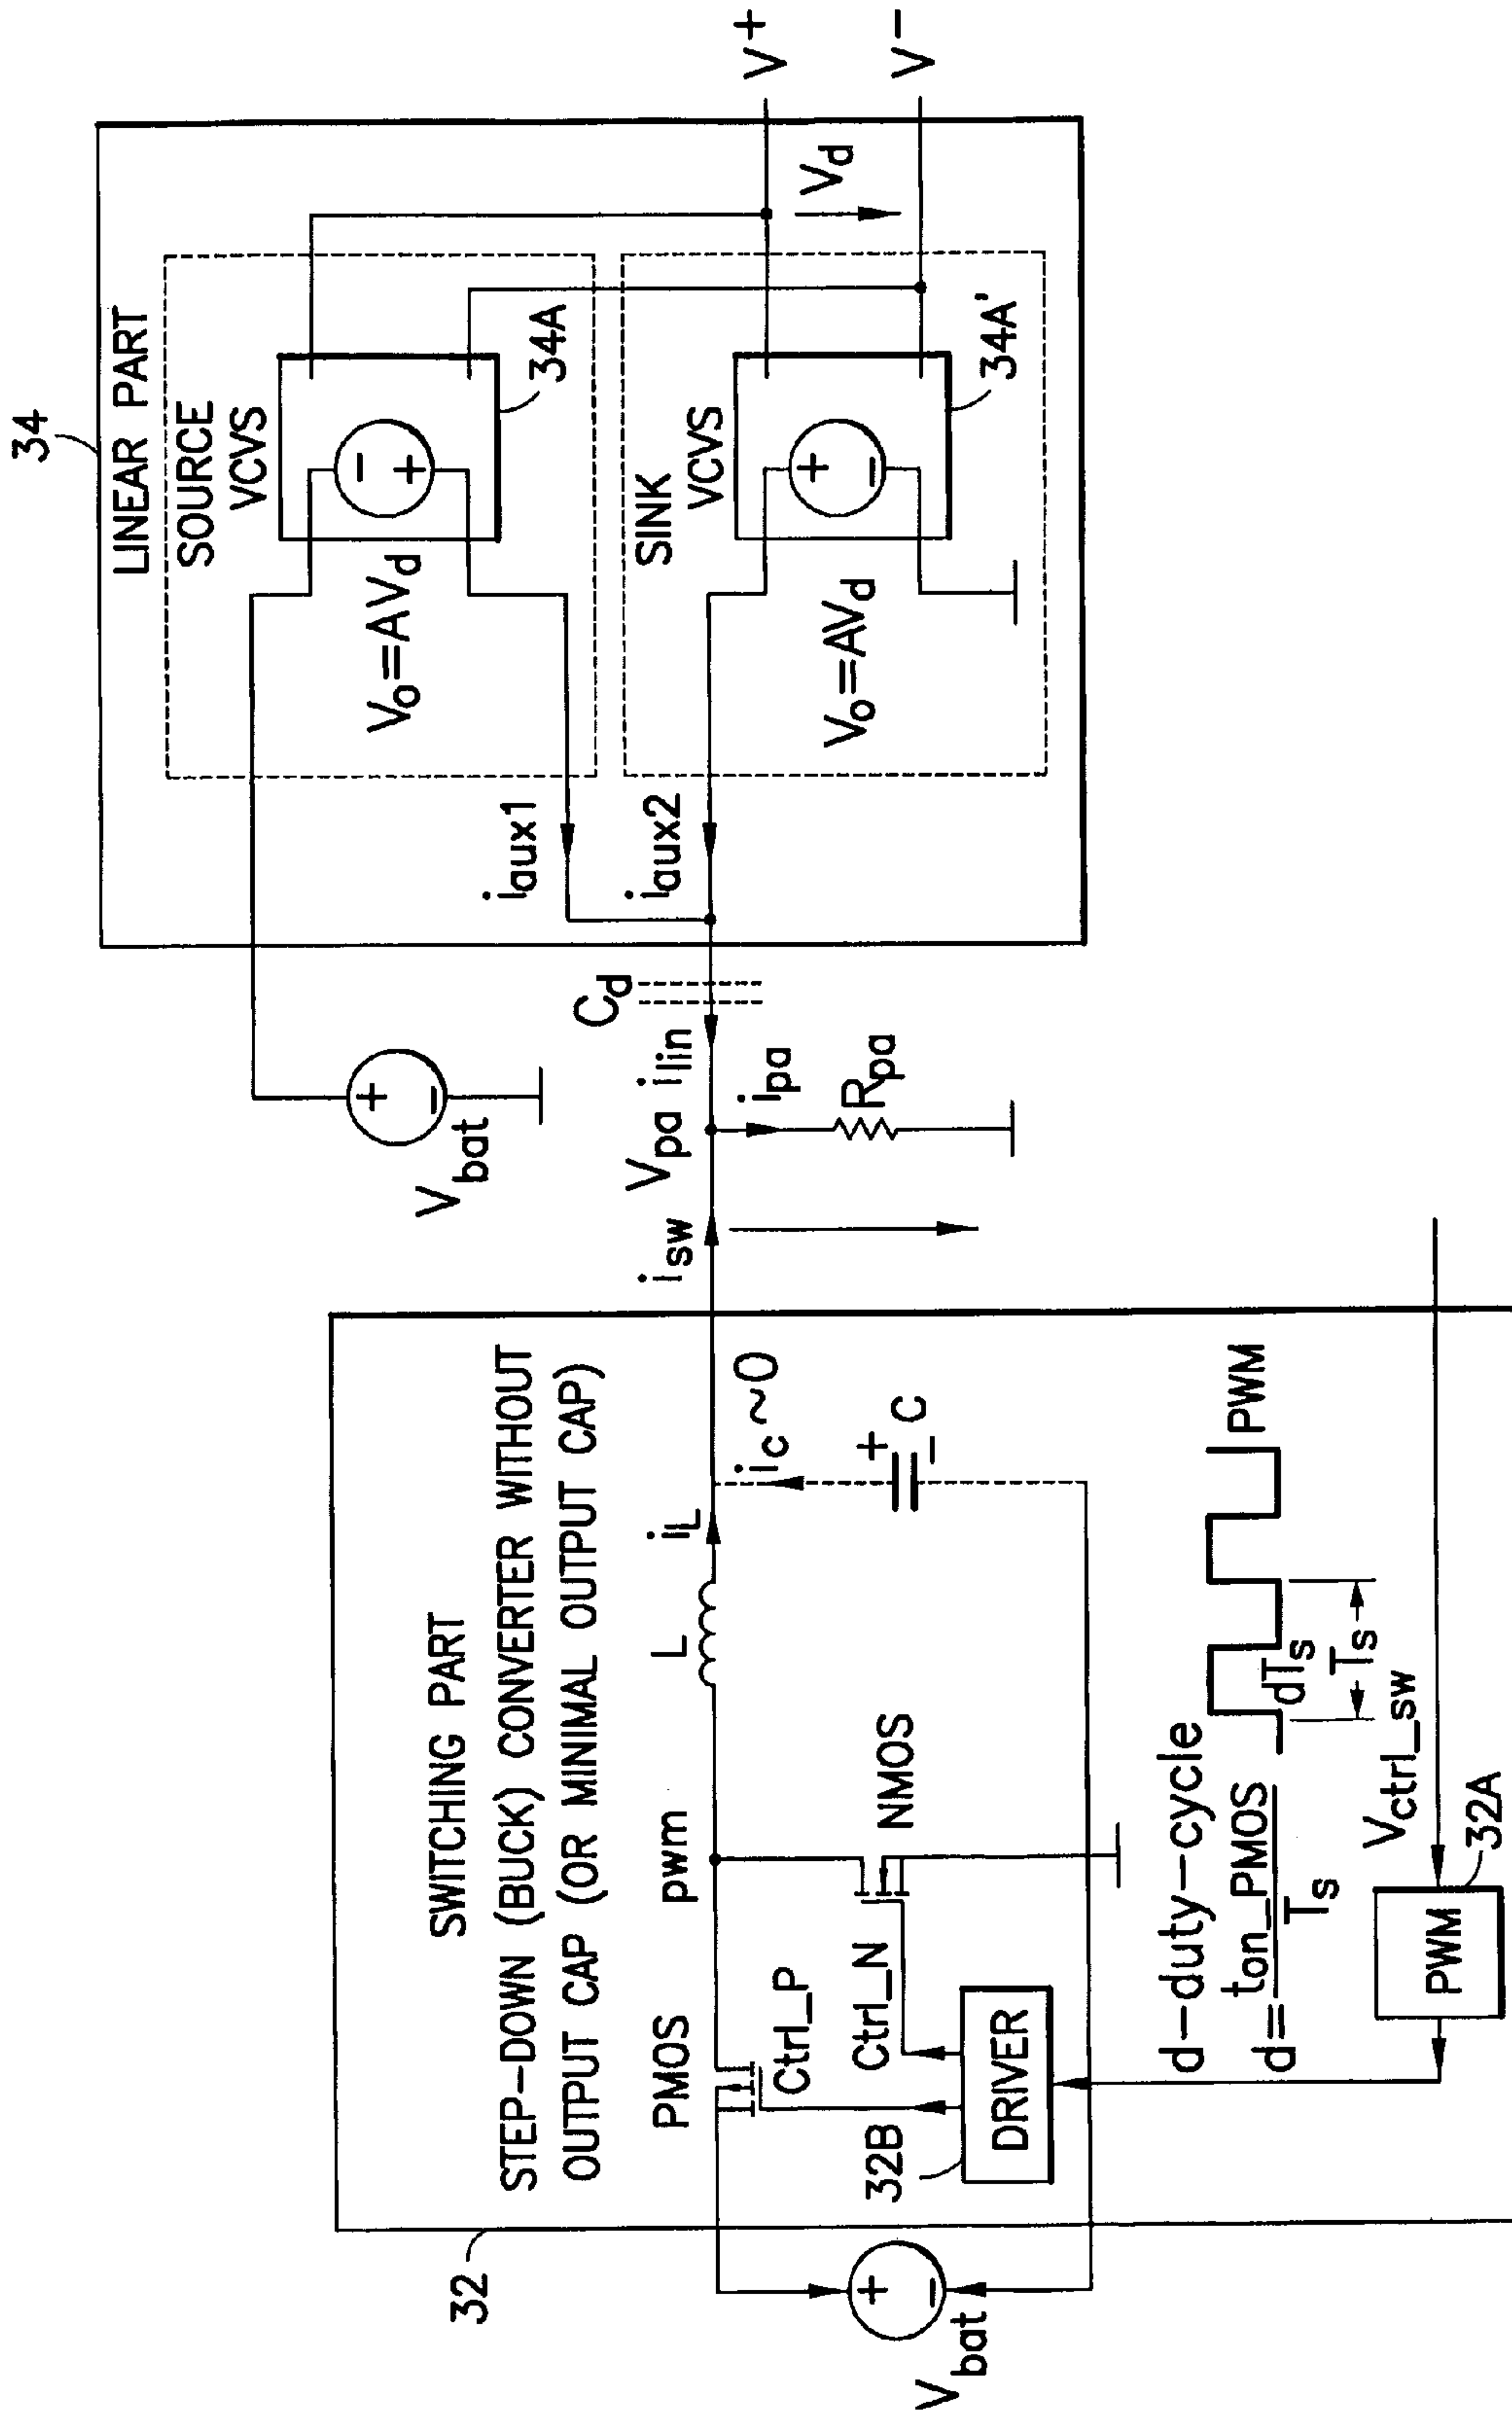 SWITCHING PART
STEP-DOWN (BUCK) CONVERTER WITHOUT
OUTPUT CAP (OR MINIMAL OUTPUT CAP)
32
PMOS
pwm
L
iL
isw
Vpa
ilin
Cd
Ctrl_P
Ctrl_N
NMOS
ic~0
+
-
C
ipa
Rpa
32B
DRIVER
Vbat
+
-
d-duty-cycle
d=ton_PMOS
Ts
PWM
dTs
Ts
Vctrl_sw
PWM
32A
Vbat
+
-
34
LINEAR PART
SOURCE
VCVS
-
+
Vo=AVd
34A
iaux1
iaux2
SINK
VCVS
+
-
Vo=AVd
34A'
Vd
V+
V-